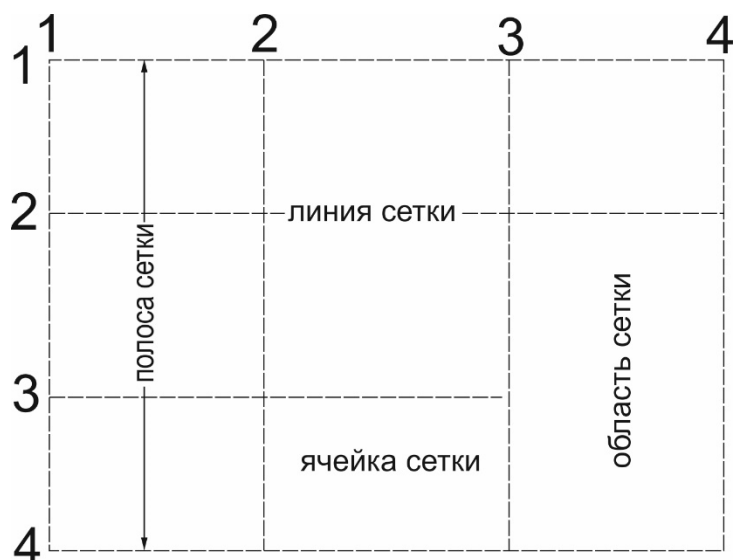 1 2 3 4
1
2
линия сетки
полоса сетки
область сетки
3
ячейка сетки
4